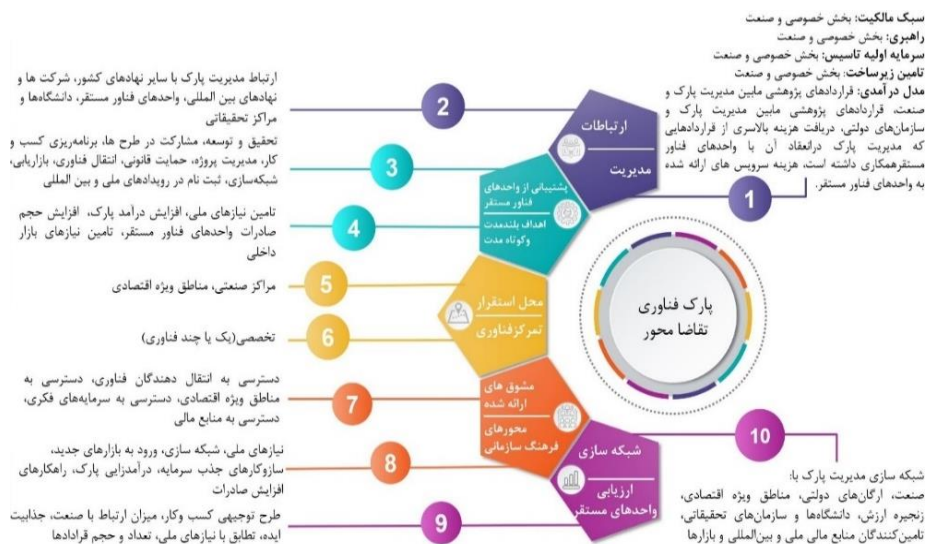 سبک مالکیت: بخش خصوصی و صنعت
راهبری: بخش خصوصی و صنعت
سرمایه اولیه تاسیس: بخش خصوصی و صنعت
تامین زیرساخت: بخش خصوصی و صنعت
مدل درآمدی: قراردادهای پژوهشی مابین مدیریت پارک و
صنعت، قراردادهای پژوهشی مابین مدیریت پارک و
سازمان‌های دولتی، دریافت هزینه بالاسری از قراردادهایی
که مدیریت پارک درانعقاد آن با واحدهای فناور
مستقرهمکاری داشته است، هزینه سرویس های ارائه شده
به واحدهای فناور مستقر.
1
مدیریت
ارتباطات
2
ارتباط مدیریت پارک با سایر نهادهای کشور، شرکت ها و
نهادهای بین المللی، واحدهای فناور مستقر، دانشگاه‌ها و
مراکز تحقیقاتی
پشتیبانی از واحدهای
فناور مستقر
3
تحقیق و توسعه، مشارکت در طرح ها، برنامه‌ریزی کسب و
کار، مدیریت پروژه، حمایت قانونی، انتقال فناوری، بازاریابی،
شبکه‌سازی، ثبت نام در رویدادهای ملی و بین المللی
اهداف بلندمدت
وکوتاه مدت
4
تامین نیازهای ملی، افزایش درآمد پارک، افزایش حجم
صادرات واحدهای فناور مستقر، تامین نیازهای بازار
داخلی
محل استقرار
5
مراکز صنعتی، مناطق ویژه اقتصادی
تمرکزفناوری
6
تخصصی(یک یا چند فناوری)
مشوق های
ارائه شده
7
دسترسی به انتقال دهندگان فناوری، دسترسی به
مناطق ویژه اقتصادی، دسترسی به سرمایه‌های فکری،
دسترسی به منابع مالی
محورهای
فرهنگ سازمانی
8
نیازهای ملی، شبکه سازی، ورود به بازارهای جدید،
سازوکارهای جذب سرمایه، درآمدزایی پارک، راهکارهای
افزایش صادرات
ارزیابی
واحدهای مستقر
9
طرح توجیهی کسب وکار، میزان ارتباط با صنعت، جذابیت
ایده، تطابق با نیازهای ملی، تعداد و حجم قرادادها
شبکه سازی
10
شبکه سازی مدیریت پارک با:
صنعت، ارگان‌های دولتی، مناطق ویژه اقتصادی،
زنجیره ارزش، دانشگاه‌ها و سازمان‌های تحقیقاتی،
تامین‌کنندگان منابع مالی ملی و بین‌المللی و بازارها
پارک فناوری
تقاضا محور